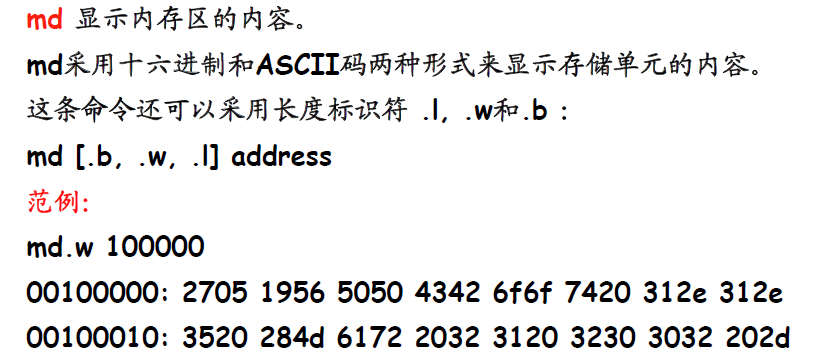 md 显示内存区的内容。
md采用十六进制和ASCII码两种形式来显示存储单元的内容。
这条命令还可以采用长度标识符 .l, .w和.b :
md [.b, .w, .l] address
范例:
md.w 100000
00100000: 2705 1956 5050 4342 6f6f 7420 312e 312e
00100010: 3520 284d 6172 2032 3120 3230 3032 202d